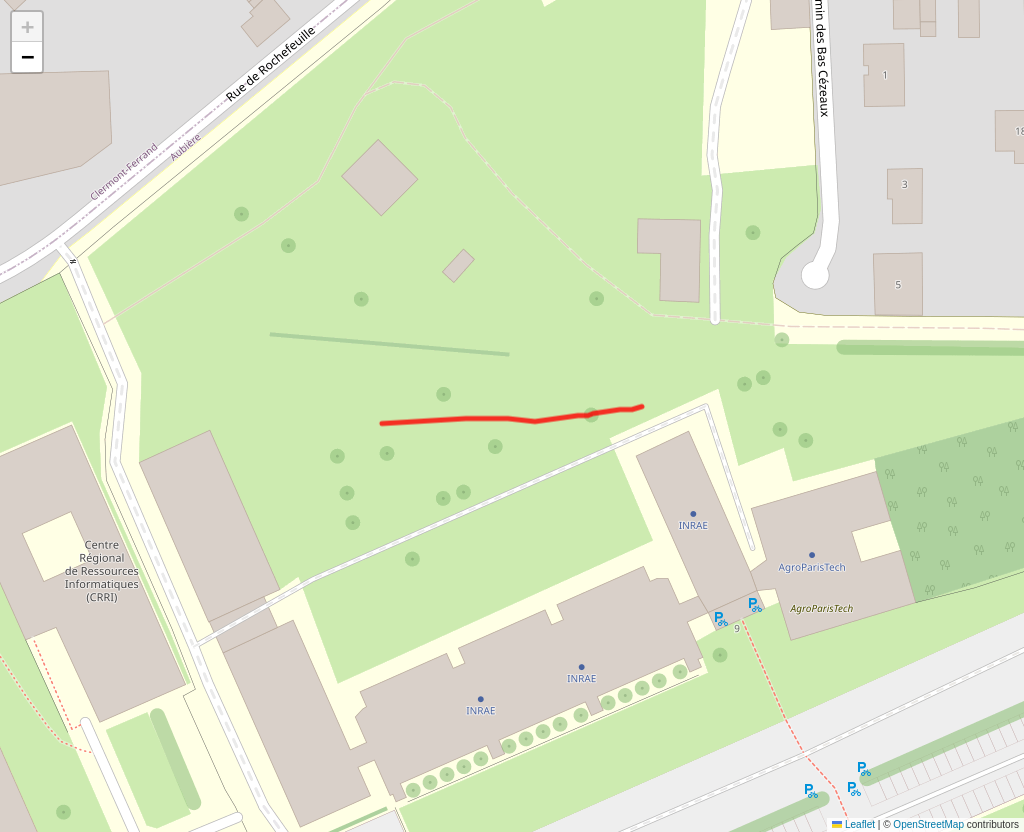 +
−
Rue de Rochefeuille
Clermont-Ferrand
Aubière
min des Bas Cézeaux
1
18
3
5
Centre
Régional
de Ressources
Informatiques
(CRRI)
INRAE
AgroParisTech
AgroParisTech
9
INRAE
INRAE
Leaflet | © OpenStreetMap contributors